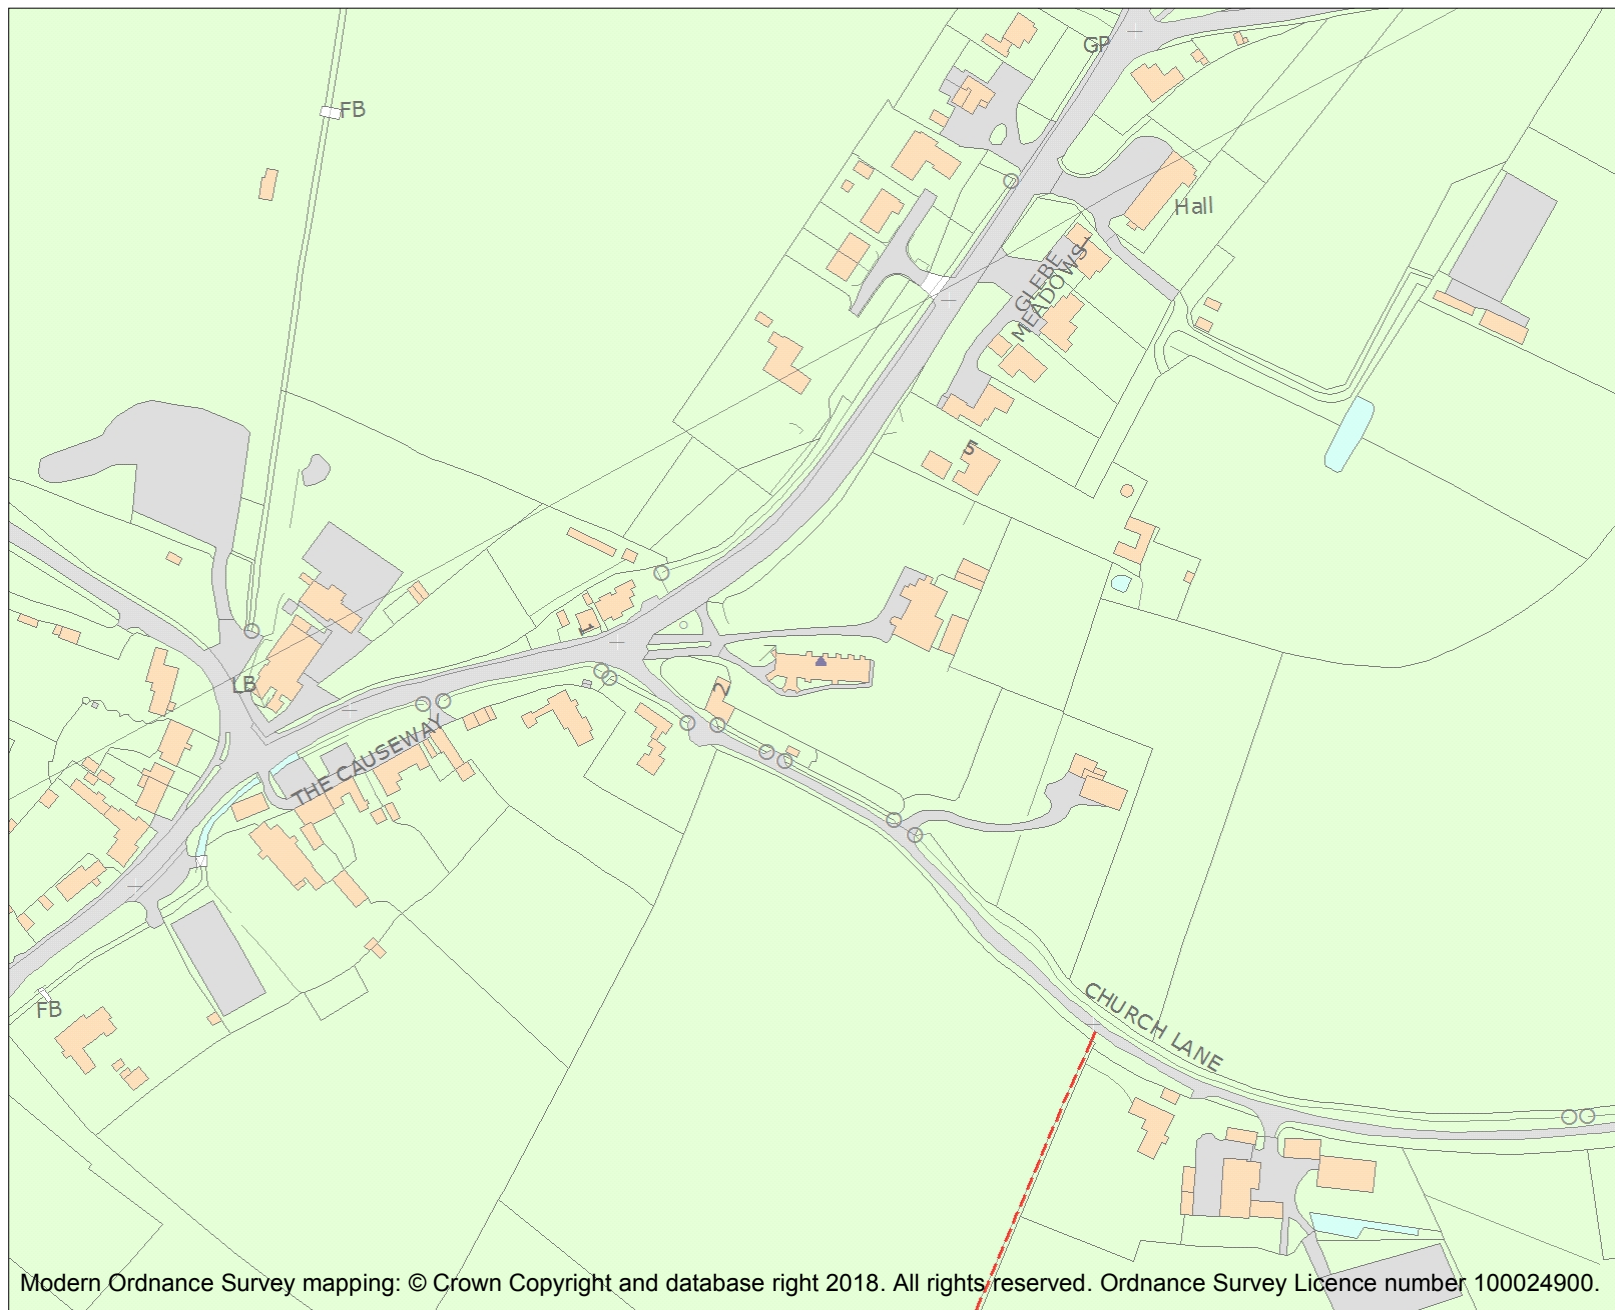 GP
FB
Hall
GLEBE
MEADOWS
1
5
1
LB
2
THE CAUSEWAY
CHURCH LANE
FB
Modern Ordnance Survey mapping: © Crown Copyright and database right 2018. All rights reserved. Ordnance Survey Licence number 100024900.